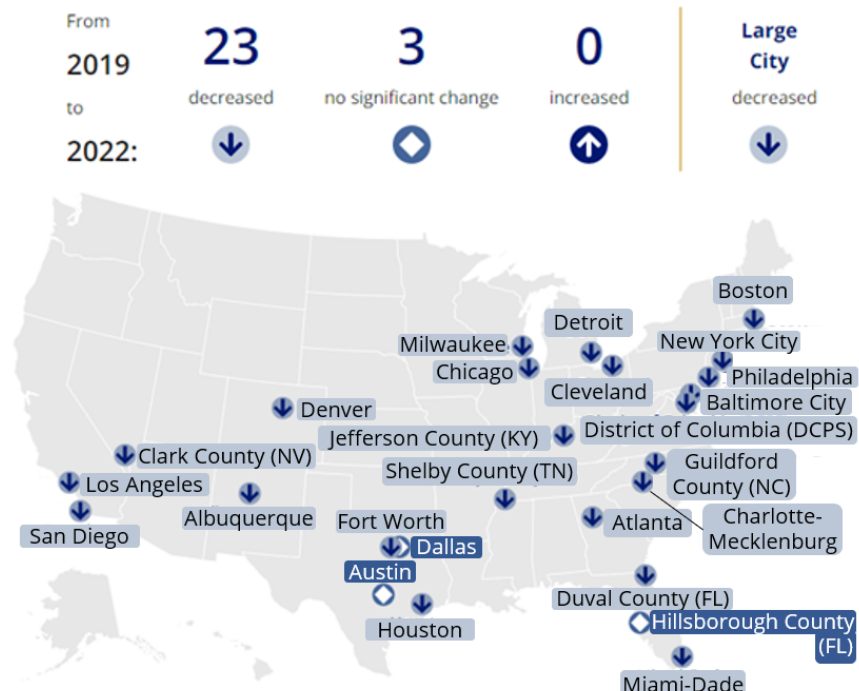 From
2019
to
2022:
23
decreased
3
no significant change
0
increased
Large
City
decreased
Boston
Detroit
New York City
Milwaukee
Chicago
Philadelphia
Cleveland
Baltimore City
Denver
District of Columbia (DCPS)
Jefferson County (KY)
Clark County (NV)
Shelby County (TN)
Guildford
County (NC)
Los Angeles
Albuquerque
Fort Worth
Atlanta
Charlotte-
Mecklenburg
San Diego
Dallas
Austin
Duval County (FL)
Houston
Hillsborough County
(FL)
Miami-Dade